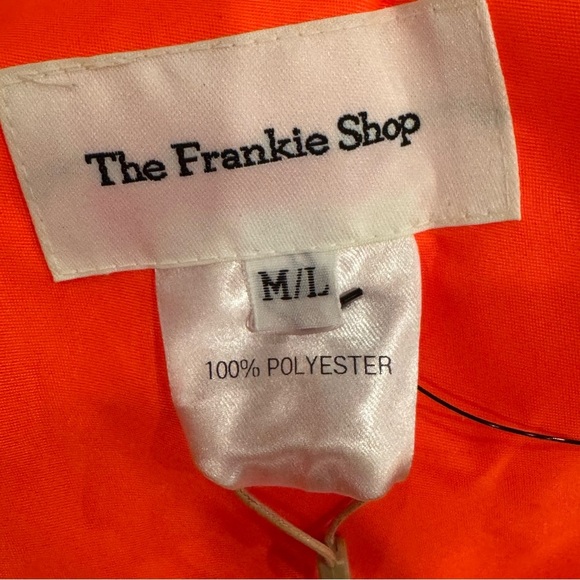 The Frankie Shop
M/L
100% POLYESTER